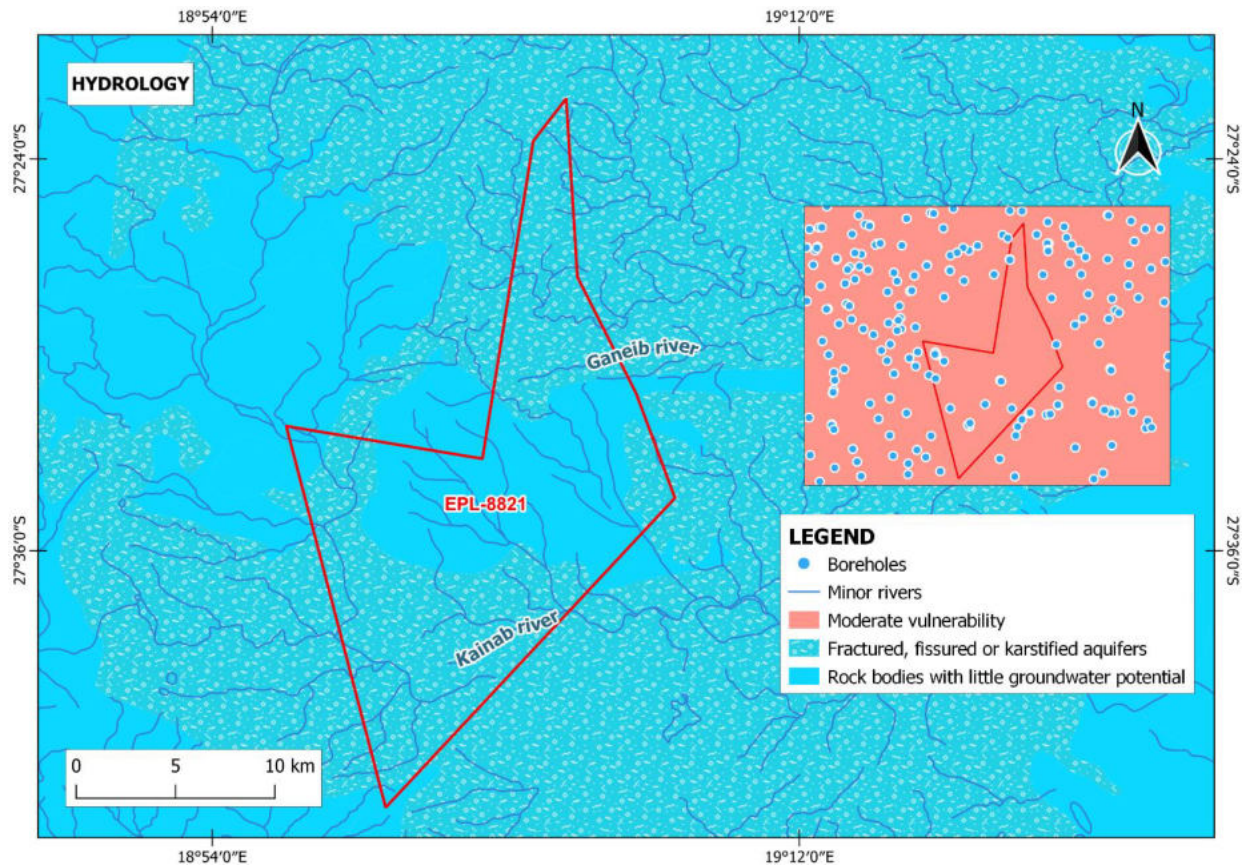 18°54'0"E
19°12'0"E
HYDROLOGY
N
27°24'0"S
27°24'0"S
Ganeib river
EPL-8821
27°36'0"S
27°36'0"S
Kainab river
LEGEND
Boreholes
Minor rivers
Moderate vulnerability
Fractured, fissured or karstified aquifers
Rock bodies with little groundwater potential
0 5 10 km
18°54'0"E
19°12'0"E